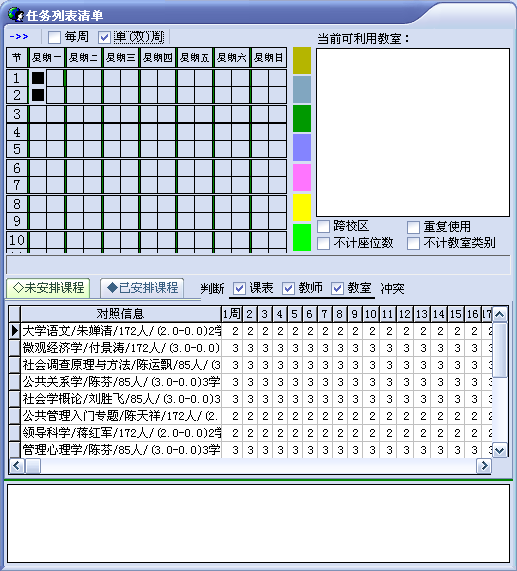 任务列表清单
->> 每周 单(双)周
当前可利用教室:
节 星期一 星期二 星期三 星期四 星期五 星期六 星期日
1
2
3
4
5
6
7
8
9
10
跨校区 重复使用
不计座位数 不计教室类别
◇未安排课程 ◆已安排课程 判断 课表 教师 教室 冲突
对照信息 1周 2 3 4 5 6 7 8 9 10 11 12 13 14 15 16 17
大学语文/朱婵清/172人/(2.0-0.0)2学 2 2 2 2 2 2 2 2 2 2 2 2 2 2 2 2 2
微观经济学/付景涛/172人/(3.0-0.0) 3 3 3 3 3 3 3 3 3 3 3 3 3 3 3 3 3
社会调查原理与方法/陈运飘/85人/(3 3 3 3 3 3 3 3 3 3 3 3 3 3 3 3 3 3
公共关系学/陈芬/85人/(3.0-0.0)3学 3 3 3 3 3 3 3 3 3 3 3 3 3 3 3 3 3
社会学概论/刘胜飞/85人/(3.0-0.0) 3 3 3 3 3 3 3 3 3 3 3 3 3 3 3 3 3
公共管理入门专题/陈天祥/172人/(2. 2 2 2 2 2 2 2 2 2 2 2 2 2 2 2 2 2
领导科学/蒋红军/172人/(2.0-0.0)2学 2 2 2 2 2 2 2 2 2 2 2 2 2 2 2 2 2
管理心理学/陈芬/85人/(3.0-0.0)3学 3 3 3 3 3 3 3 3 3 3 3 3 3 3 3 3 3